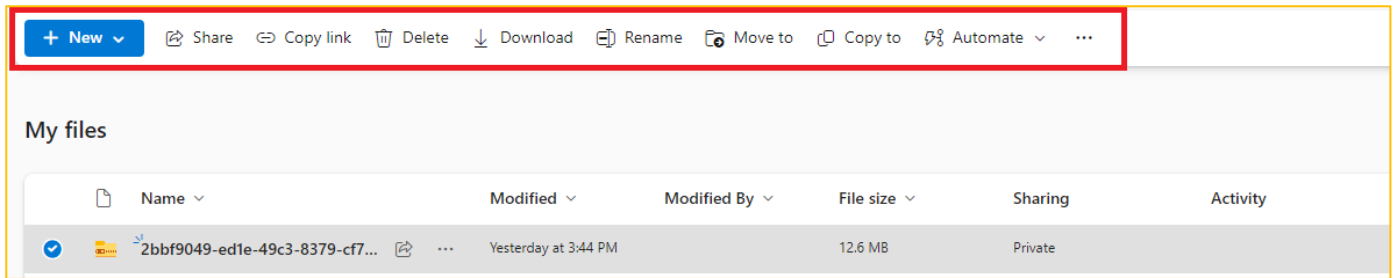 + New Share Copy link Delete Download Rename Move to Copy to Automate ...
My files
Name Modified Modified By File size Sharing Activity
2bbf9049-ed1e-49c3-8379-cf7... ... Yesterday at 3:44 PM 12.6 MB Private